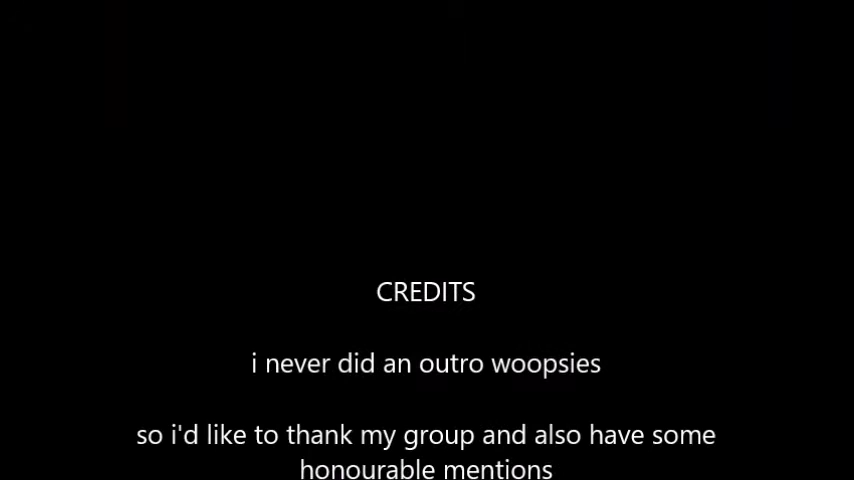 CREDITS
i never did an outro woopsies
so i'd like to thank my group and also have some
honourable mentions